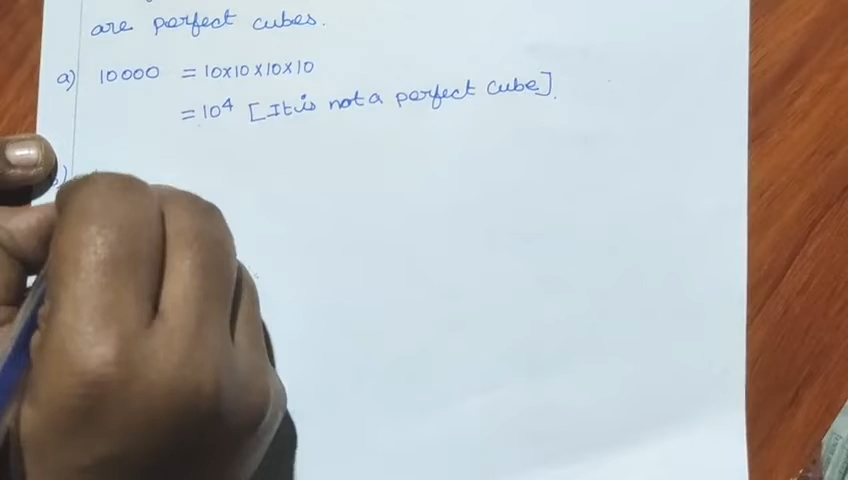 are perfect cubes.
a) 10000 = 10x10x10x10
= 10⁴ [It is not a perfect cube].